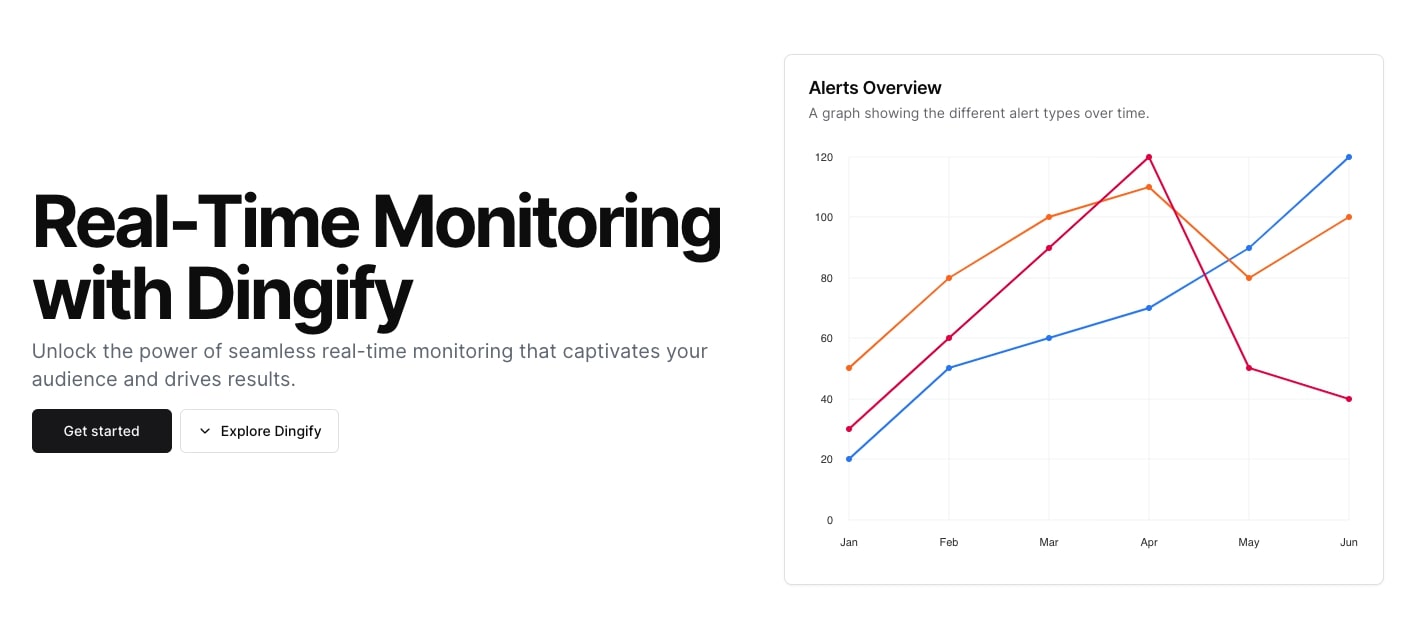 Real-Time Monitoring
with Dingify
Unlock the power of seamless real-time monitoring that captivates your
audience and drives results.
Get started
Explore Dingify
Alerts Overview
A graph showing the different alert types over time.
120
100
80
60
40
20
0
Jan Feb Mar Apr May Jun